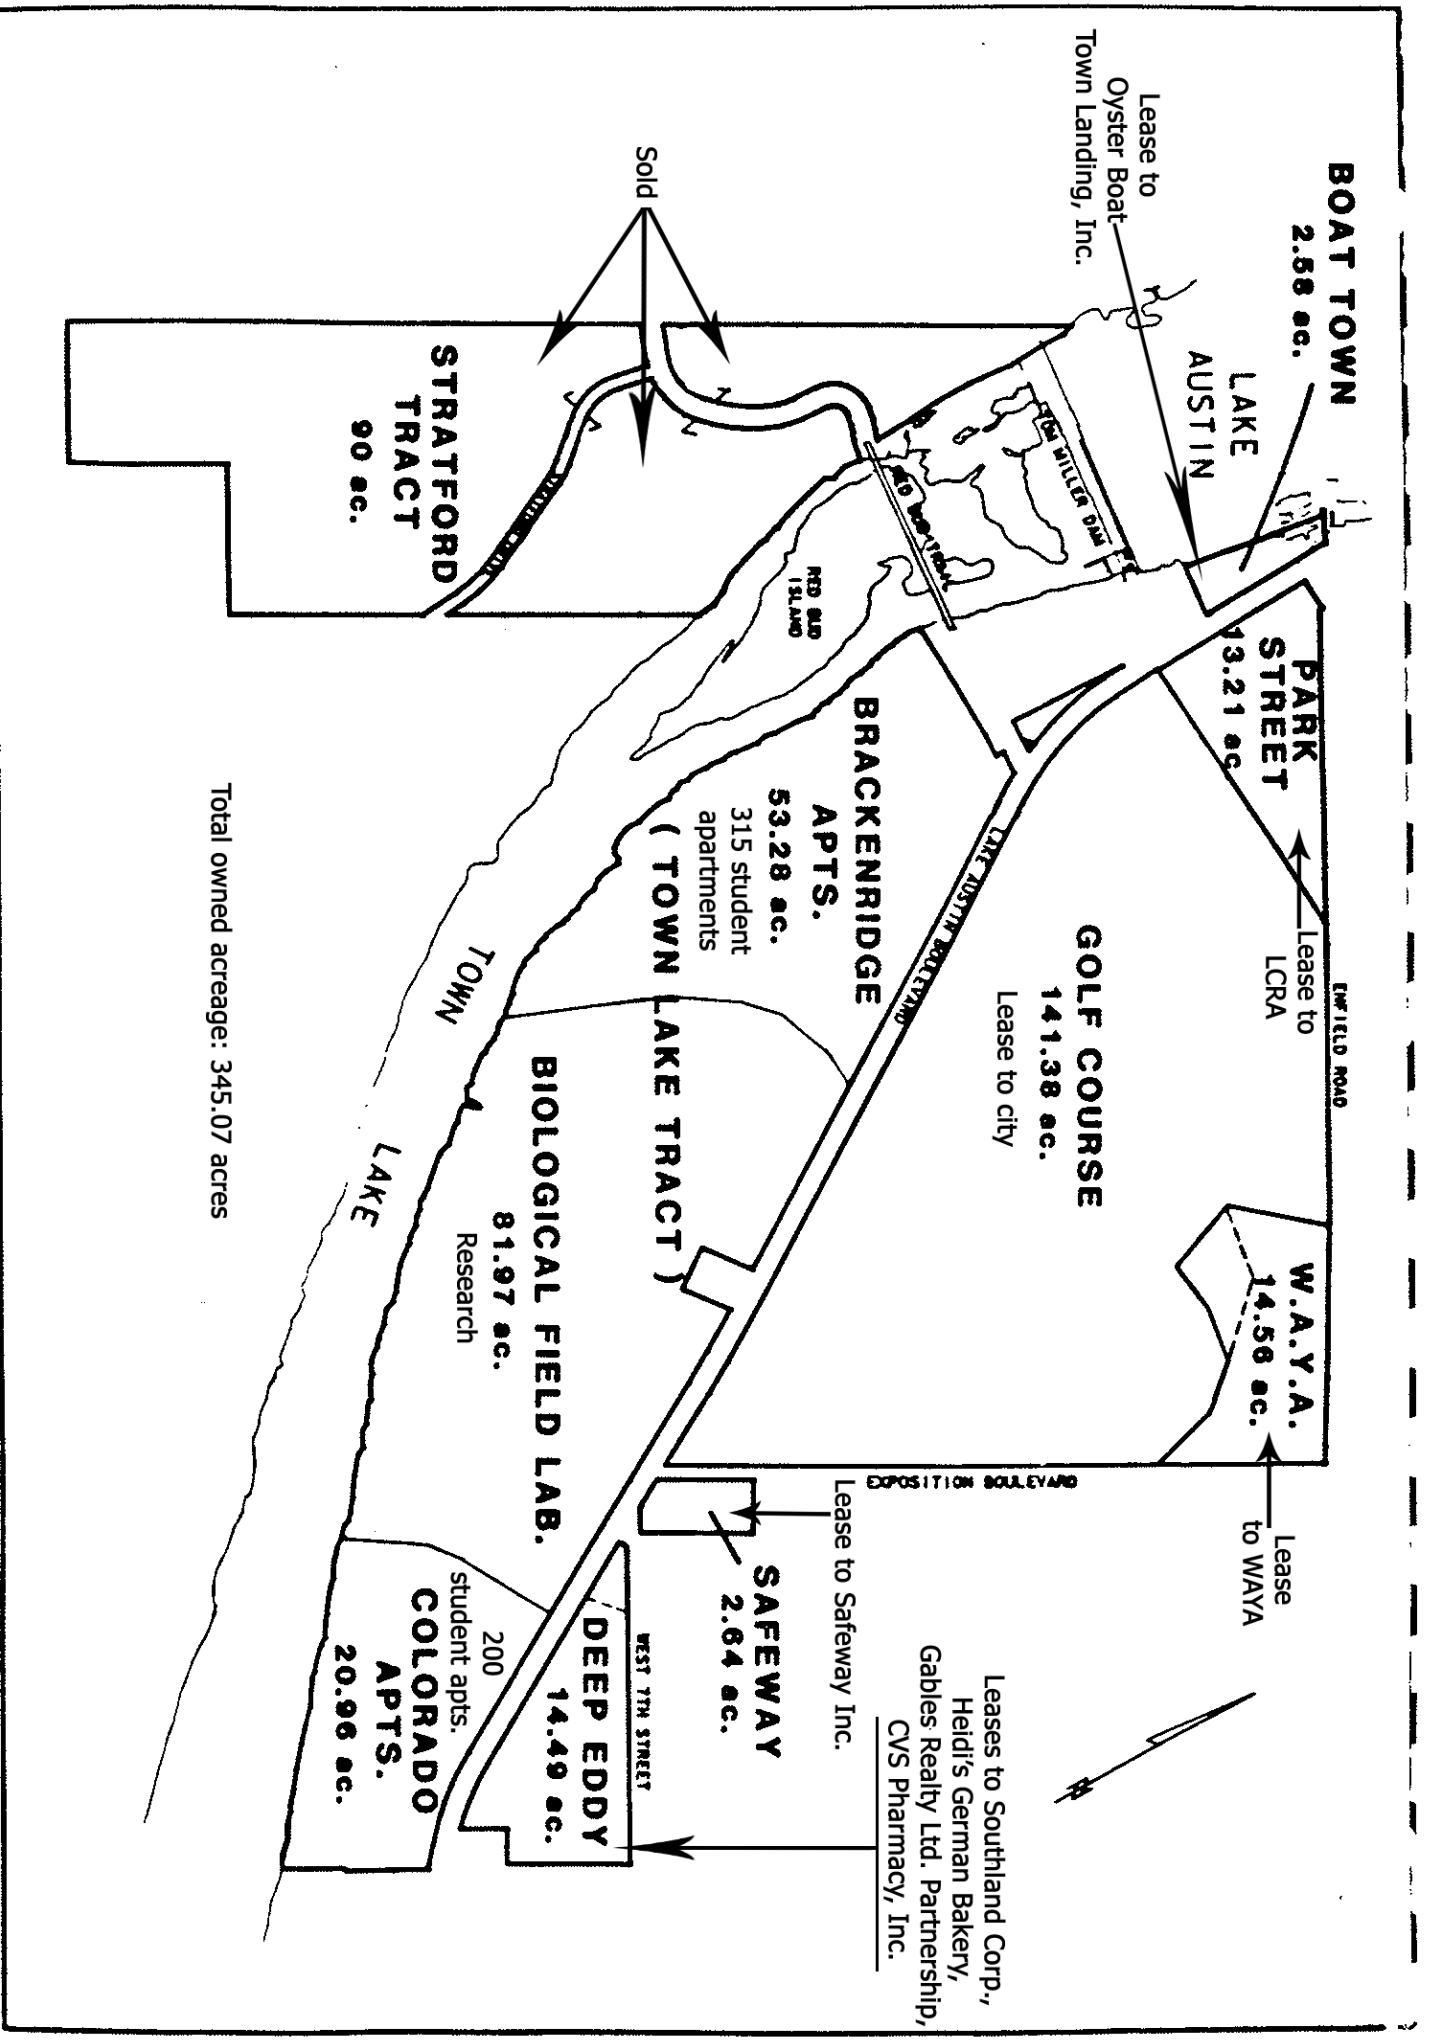 BOAT TOWN
2.58 ac.
Lease to
Oyster Boat
Town Landing, Inc.
LAKE
AUSTIN
PARK
STREET
13.21 ac.
Lease to
LCRA
ENFIELD ROAD
W.A.Y.A.
14.56 ac.
Lease
to WAYA
GOLF COURSE
141.38 ac.
Lease to city
TOM MILLER DAM
RED BUD TRAIL
RED BUD
ISLAND
Sold
STRATFORD
TRACT
90 ac.
LAKE AUSTIN BOULEVARD
BRACKENRIDGE
APTS.
53.28 ac.
315 student
apartments
( TOWN LAKE TRACT )
EXPOSITION BOULEVARD
Lease to Safeway Inc.
SAFEWAY
2.64 ac.
Leases to Southland Corp.,
Heidi's German Bakery,
Gables Realty Ltd. Partnership,
CVS Pharmacy, Inc.
WEST 7TH STREET
DEEP EDDY
14.49 ac.
BIOLOGICAL FIELD LAB.
81.97 ac.
Research
200
student apts.
COLORADO
APTS.
20.96 ac.
TOWN
LAKE
Total owned acreage: 345.07 acres
N